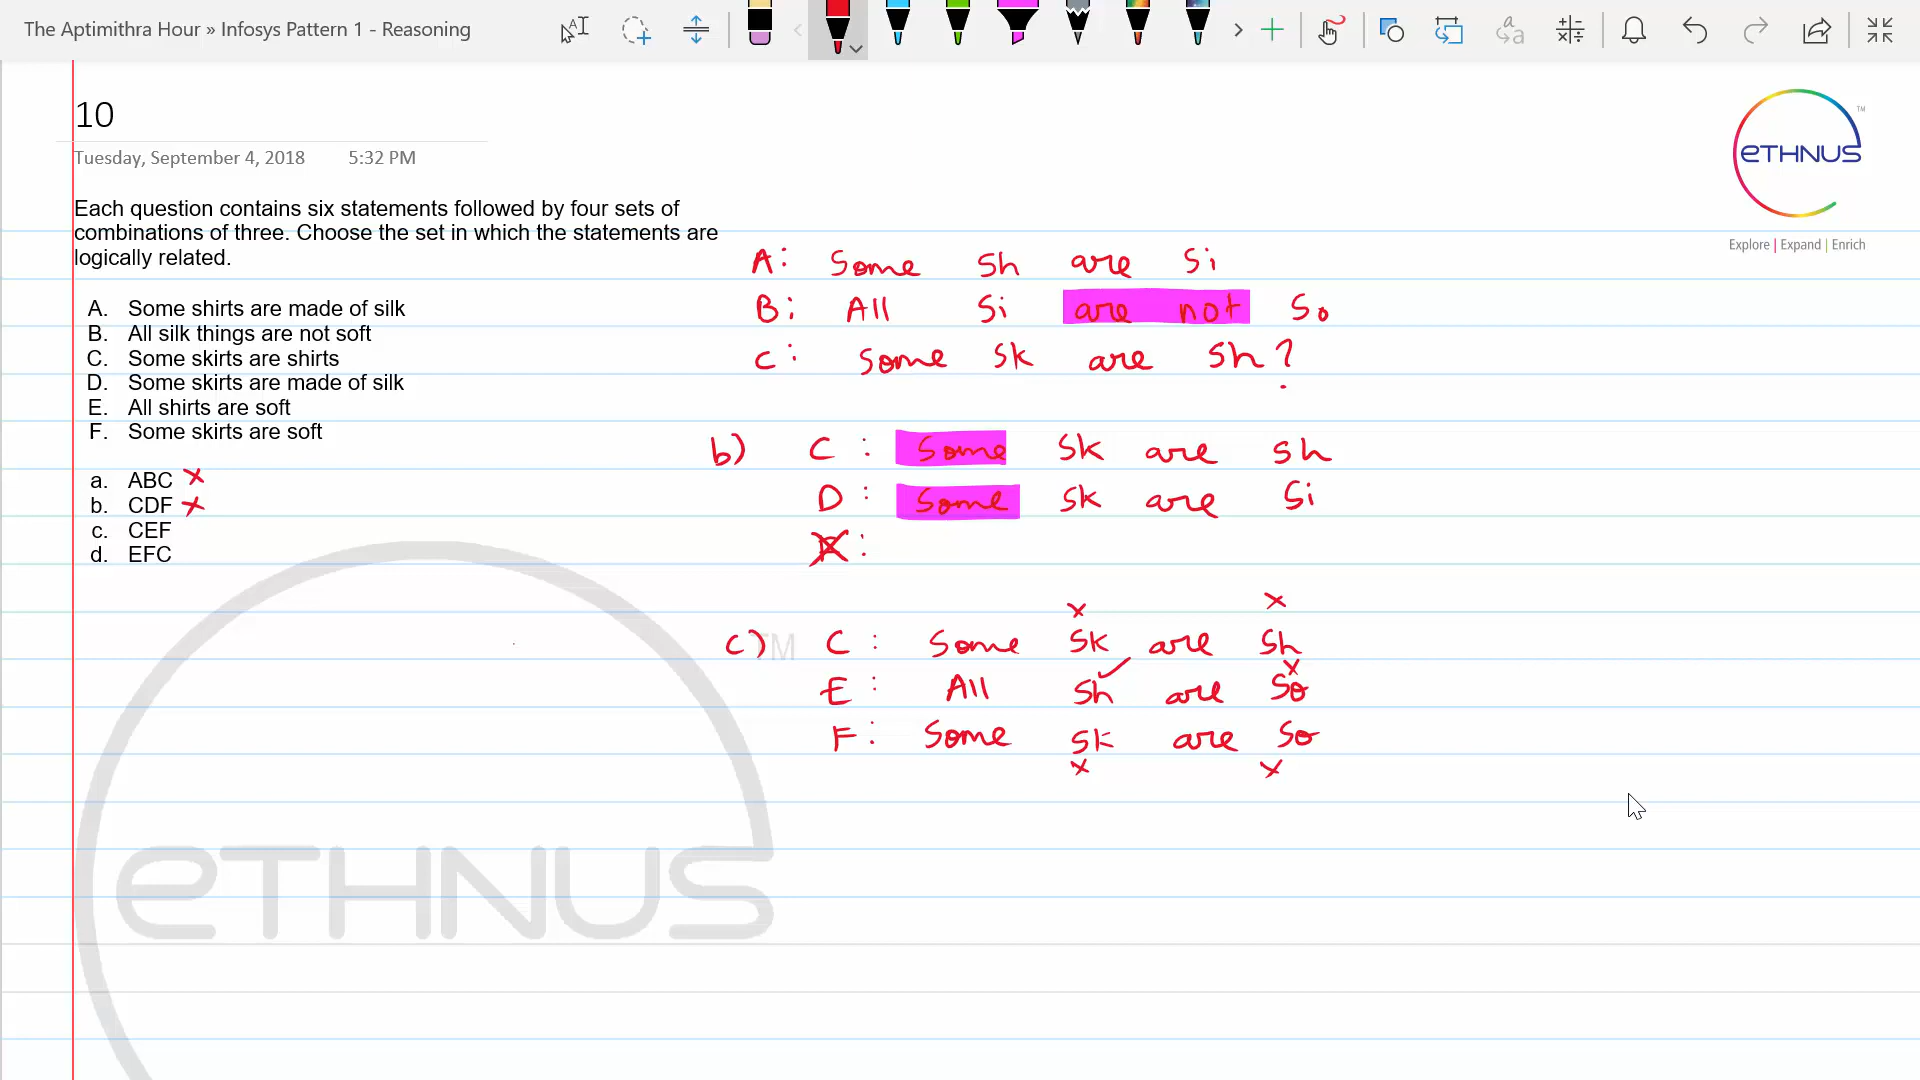 The Aptimithra Hour » Infosys Pattern 1 - Reasoning
10
Tuesday, September 4, 2018 5:32 PM
ETHNUS
TM
Explore | Expand | Enrich
Each question contains six statements followed by four sets of
combinations of three. Choose the set in which the statements are
logically related.
A. Some shirts are made of silk
B. All silk things are not soft
C. Some skirts are shirts
D. Some skirts are made of silk
E. All shirts are soft
F. Some skirts are soft
a. ABC x
b. CDF x
c. CEF
d. EFC
A: Some Sh are Si
B: All Si are not So
C: Some Sk are Sh ?
b) C : Some Sk are Sh
D : Some Sk are Si
:
x x
c) C : Some Sk are Sh
x
E : All Sh ✓ are So
F : Some Sk are So
x x
TM
ETHNUS